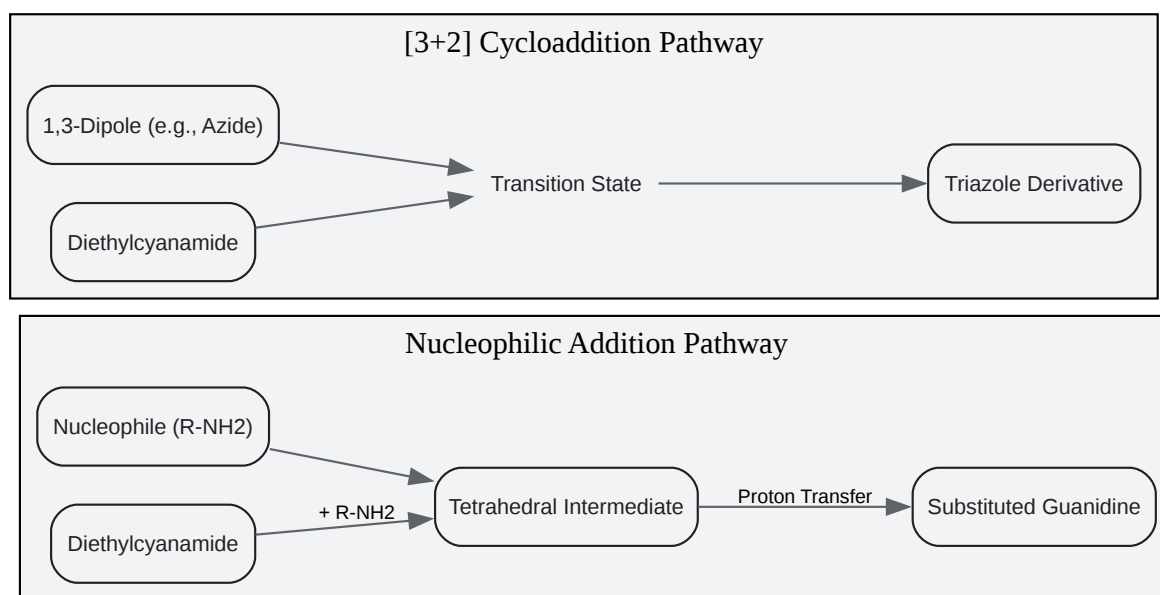 [3+2] Cycloaddition Pathway
1,3-Dipole (e.g., Azide)
Transition State
Triazole Derivative
Diethylcyanamide
Nucleophilic Addition Pathway
Nucleophile (R-NH2)
+ R-NH2
Tetrahedral Intermediate
Proton Transfer
Substituted Guanidine
Diethylcyanamide